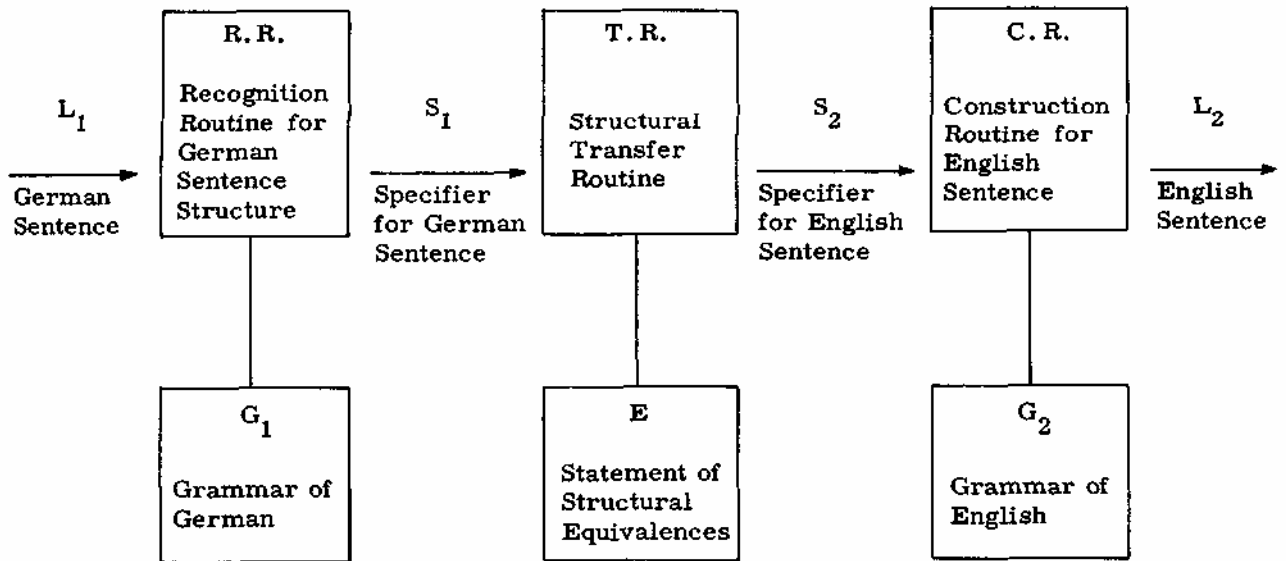 R.R.
Recognition
Routine for
German
Sentence
Structure
T.R.
Structural
Transfer
Routine
C.R.
Construction
Routine for
English
Sentence
L₁
German
Sentence
S₁
Specifier
for German
Sentence
S₂
Specifier
for English
Sentence
L₂
English
Sentence
G₁
Grammar of
German
E
Statement of
Structural
Equivalences
G₂
Grammar of
English